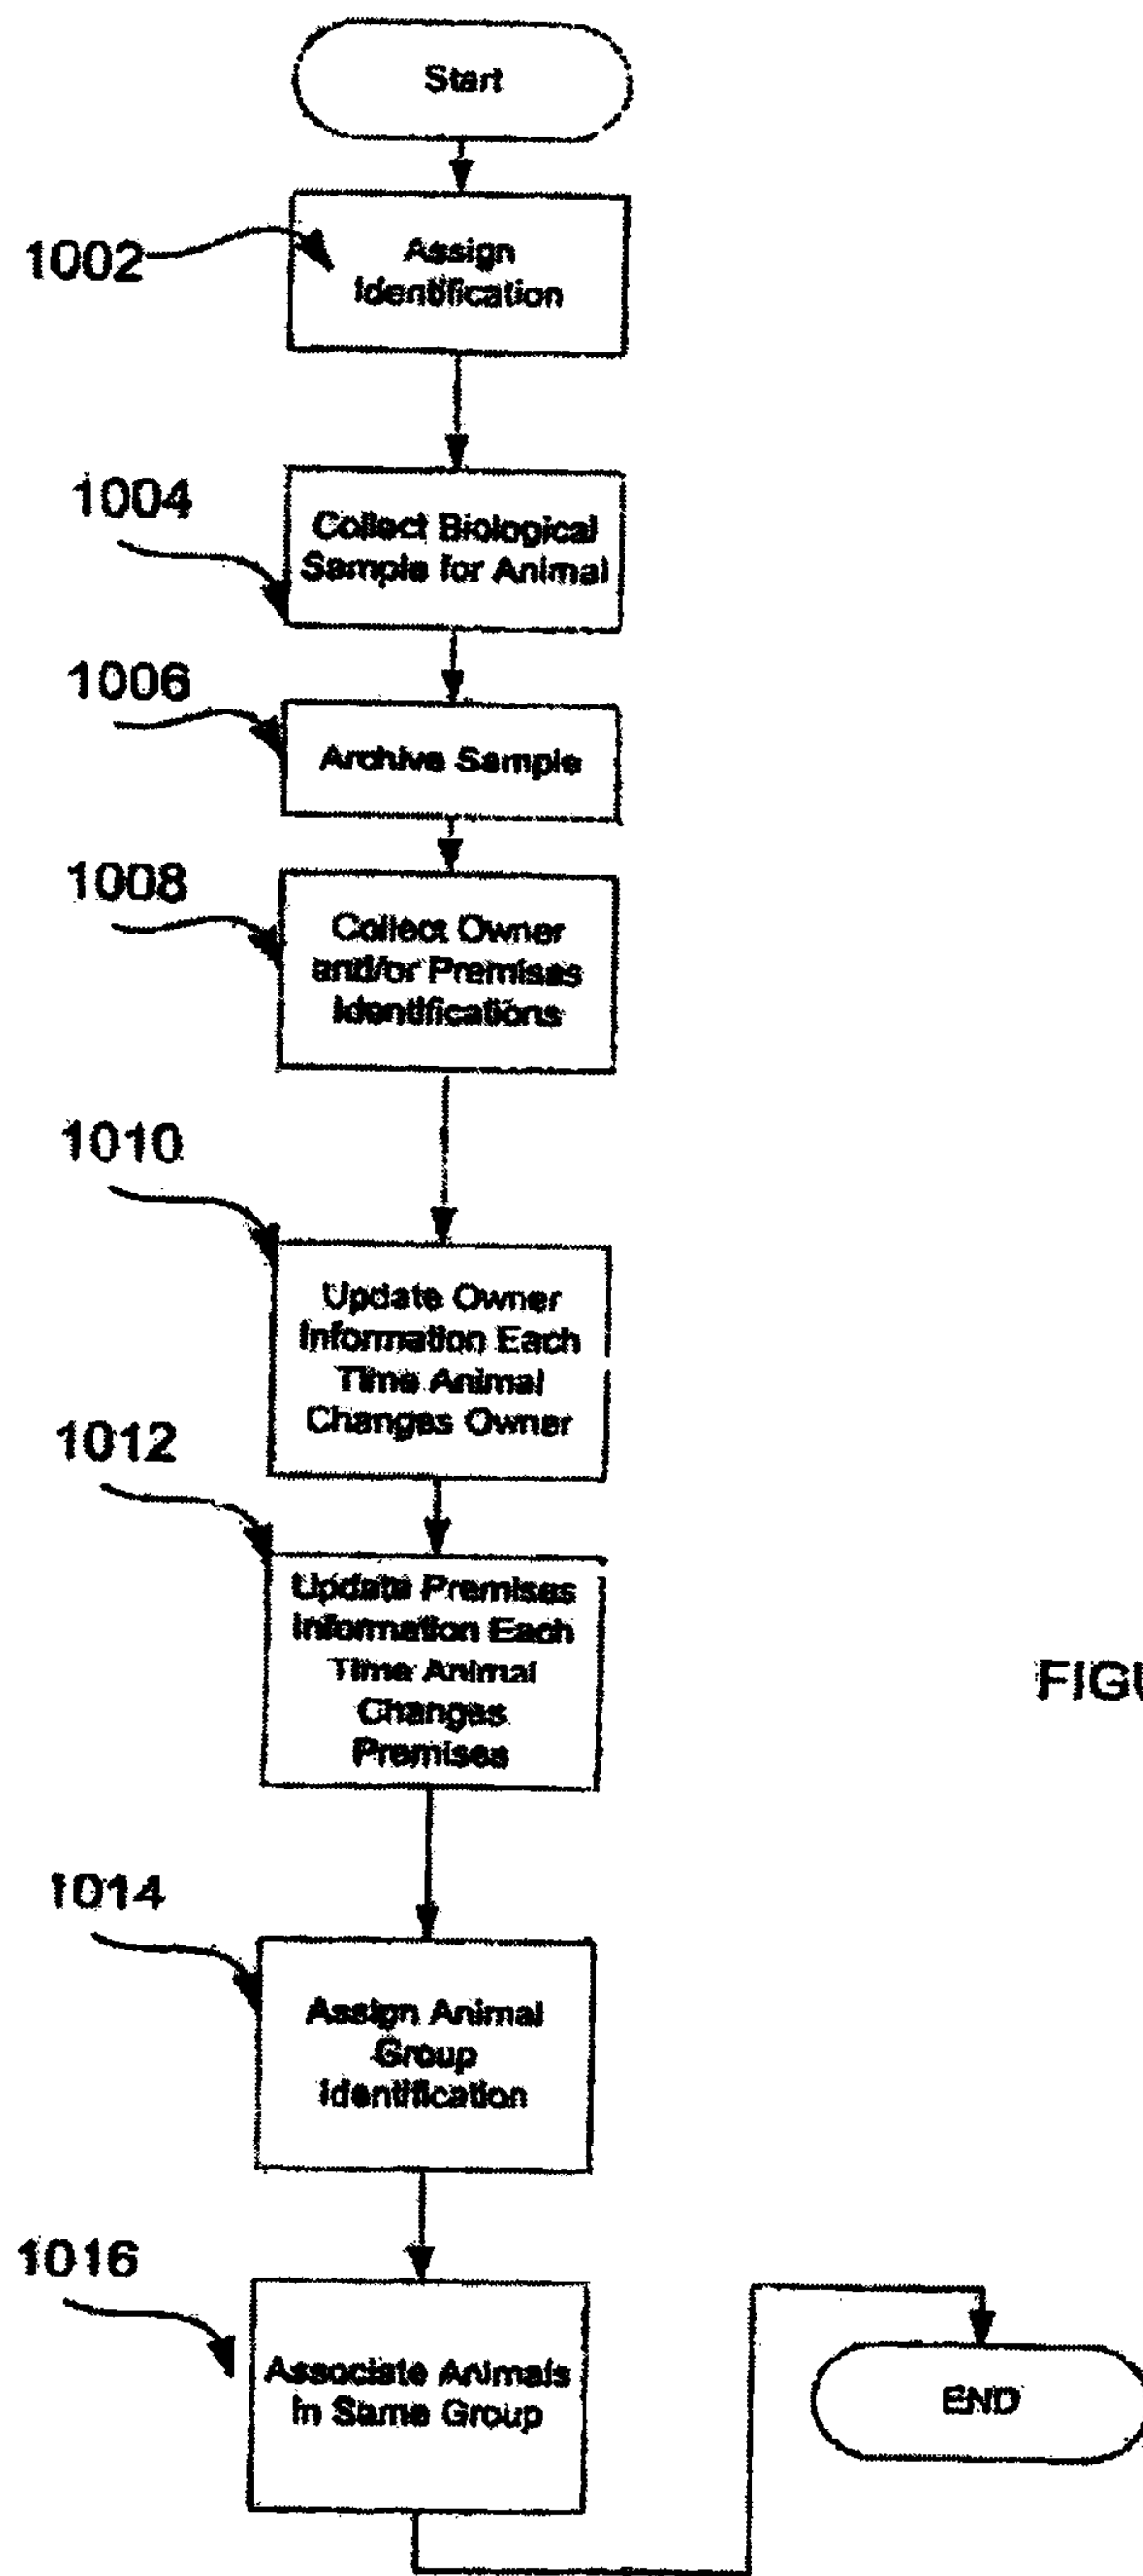 Start
1002
Assign
Identification
1004
Collect Biological
Sample for Animal
1006
Archive Sample
1008
Collect Owner
and/or Premises
Identifications
1010
Update Owner
Information Each
Time Animal
Changes Owner
1012
Update Premises
Information Each
Time Animal
Changes
Premises
FIGU
1014
Assign Animal
Group
Identification
1016
Associate Animals
in Same Group
END